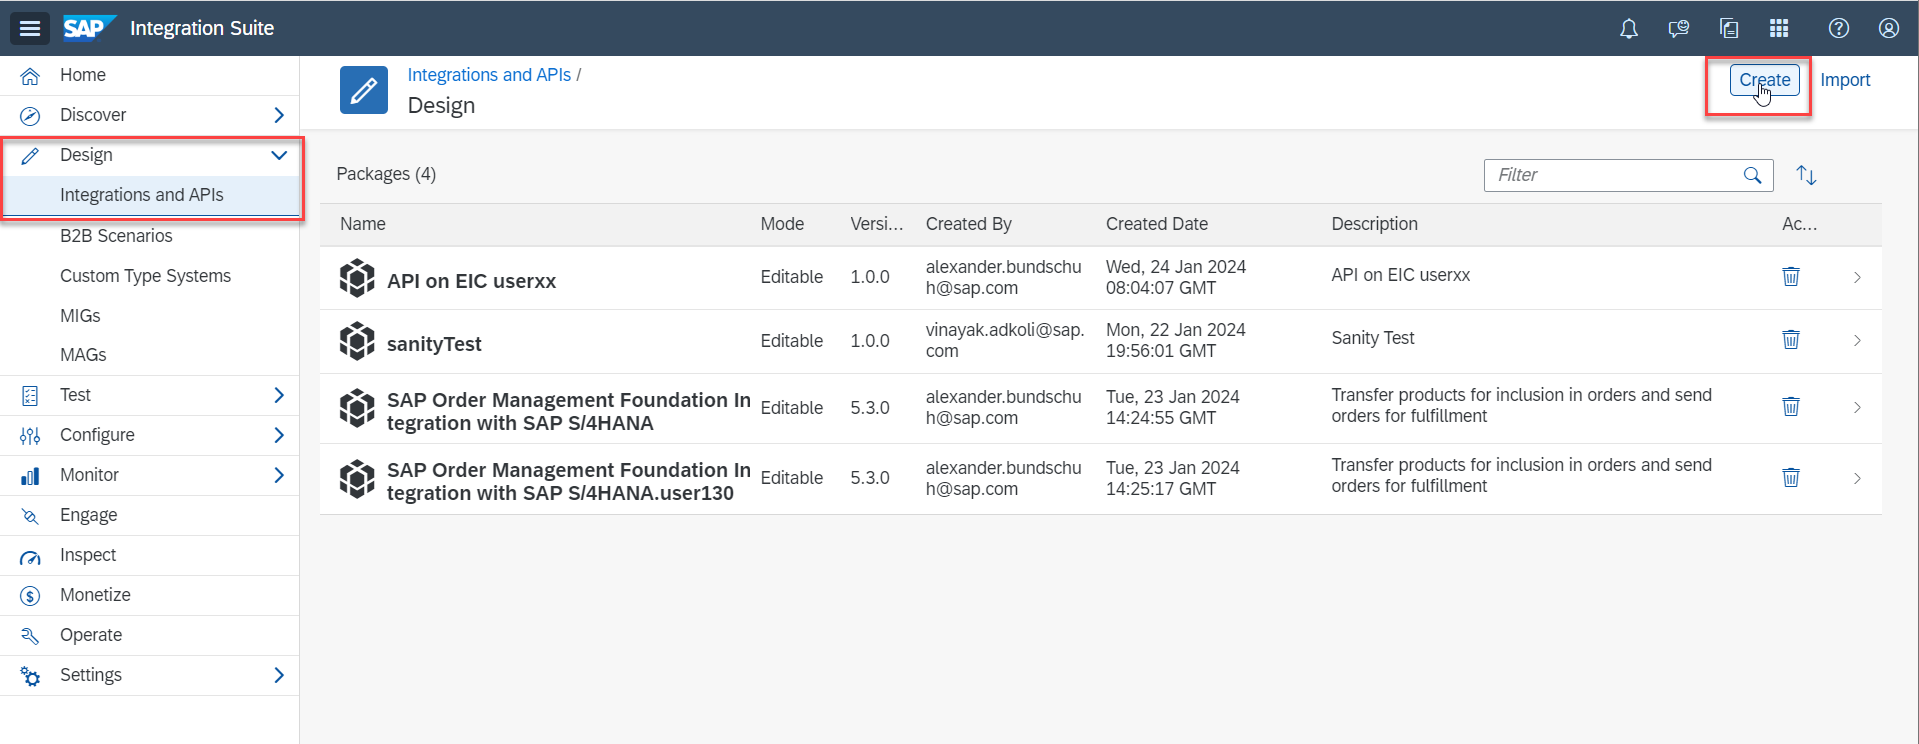 SAP Integration Suite
Home
Discover
Design
Integrations and APIs
B2B Scenarios
Custom Type Systems
MIGs
MAGs
Test
Configure
Monitor
Engage
Inspect
Monetize
Operate
Settings
Integrations and APIs /
Design
Create Import
Packages (4)
Filter
Name Mode Versi... Created By Created Date Description Ac...
API on EIC userxx Editable 1.0.0 alexander.bundschu Wed, 24 Jan 2024 API on EIC userxx
h@sap.com 08:04:07 GMT
sanityTest Editable 1.0.0 vinayak.adkoli@sap. Mon, 22 Jan 2024 Sanity Test
com 19:56:01 GMT
SAP Order Management Foundation In Editable 5.3.0 alexander.bundschu Tue, 23 Jan 2024 Transfer products for inclusion in orders and send
tegration with SAP S/4HANA h@sap.com 14:24:55 GMT orders for fulfillment
SAP Order Management Foundation In Editable 5.3.0 alexander.bundschu Tue, 23 Jan 2024 Transfer products for inclusion in orders and send
tegration with SAP S/4HANA.user130 h@sap.com 14:25:17 GMT orders for fulfillment